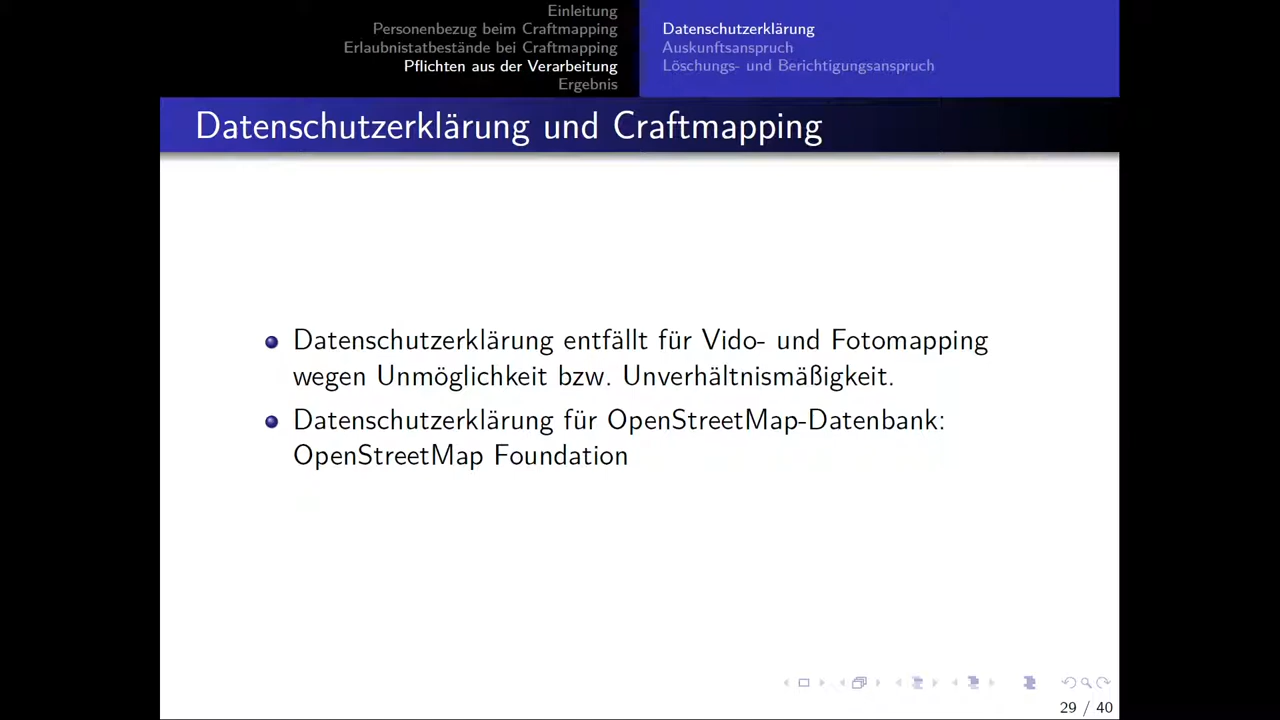 Einleitung
Personenbezug beim Craftmapping
Erlaubnistatbestände bei Craftmapping
Pflichten aus der Verarbeitung
Ergebnis
Datenschutzerklärung
Auskunftsanspruch
Löschungs- und Berichtigungsanspruch
Datenschutzerklärung und Craftmapping
Datenschutzerklärung entfällt für Vido- und Fotomapping
wegen Unmöglichkeit bzw. Unverhältnismäßigkeit.
Datenschutzerklärung für OpenStreetMap-Datenbank:
OpenStreetMap Foundation
29 / 40